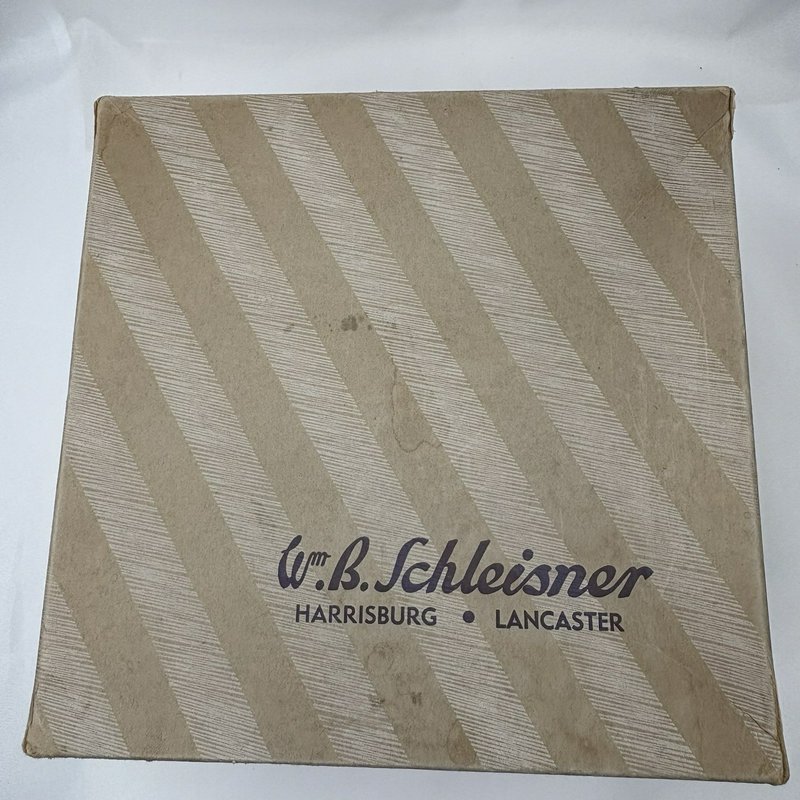 Wm. B. Schleisner
HARRISBURG • LANCASTER